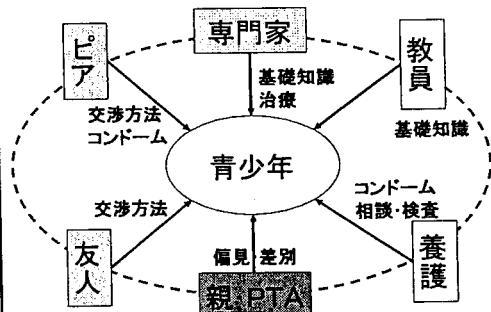 専門家
ピア
教員
基礎知識
治療
交渉方法
コンドーム
基礎知識
青少年
コンドーム
相談・検査
交渉方法
友人
偏見 差別
養護
親・PTA